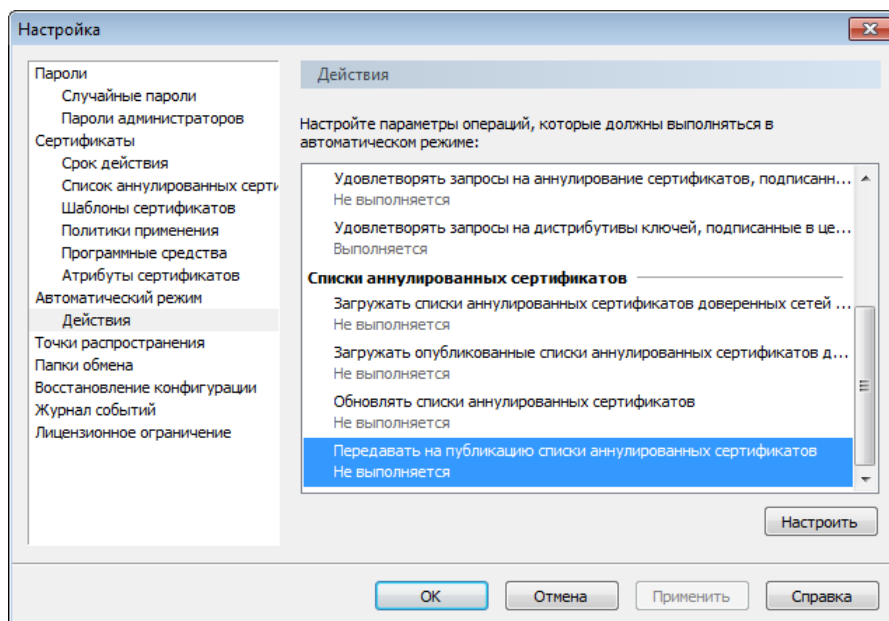 Настройка
Пароли
Случайные пароли
Пароли администраторов
Сертификаты
Срок действия
Список аннулированных серти
Шаблоны сертификатов
Политики применения
Программные средства
Атрибуты сертификатов
Автоматический режим
Действия
Точки распространения
Папки обмена
Восстановление конфигурации
Журнал событий
Лицензионное ограничение
Действия
Настройте параметры операций, которые должны выполняться в
автоматическом режиме:
Удовлетворять запросы на аннулирование сертификатов, подписанн...
Не выполняется
Удовлетворять запросы на дистрибутивы ключей, подписанные в це...
Выполняется
Списки аннулированных сертификатов
Загружать списки аннулированных сертификатов доверенных сетей ...
Не выполняется
Загружать опубликованные списки аннулированных сертификатов д...
Не выполняется
Обновлять списки аннулированных сертификатов
Не выполняется
Передавать на публикацию списки аннулированных сертификатов
Не выполняется
Настроить
OK
Отмена
Применить
Справка